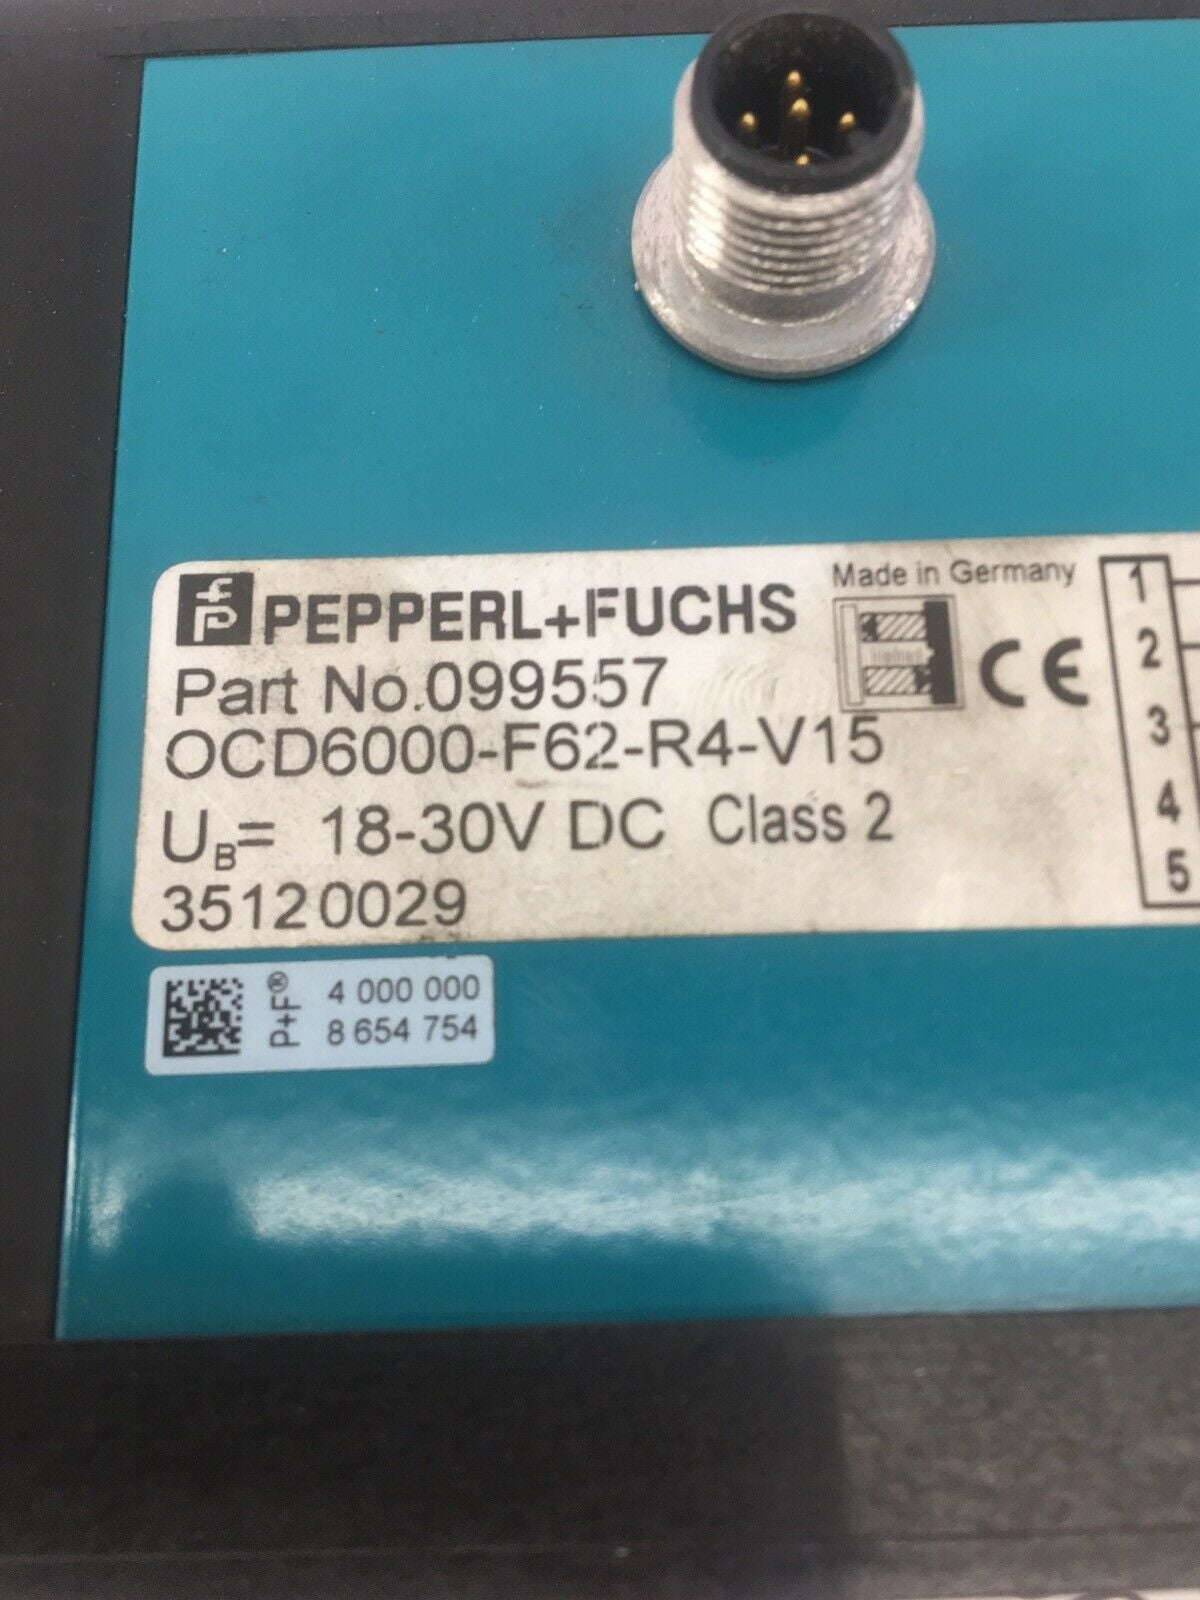 PEPPERL+FUCHS
Made in Germany
CE
Part No.099557
OCD6000-F62-R4-V15
UB= 18-30V DC Class 2
35120029
1
2
3
4
5
P+F®
4 000 000
8 654 754